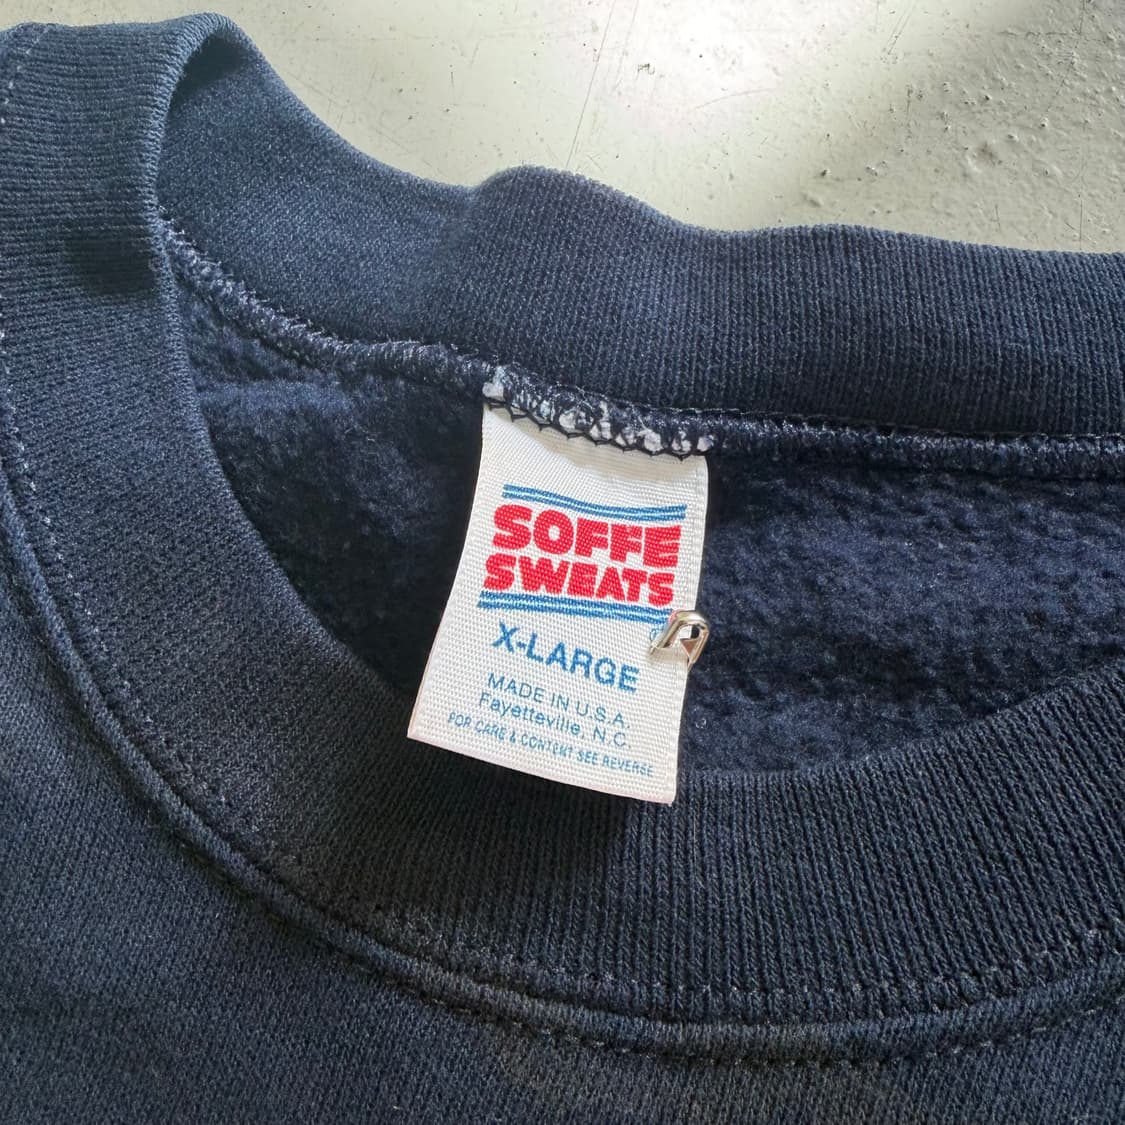 SOFFE
SWEATS
X-LARGE
MADE IN U.S.A.
Fayetteville, N.C.
FOR CARE & CONTENT SEE REVERSE